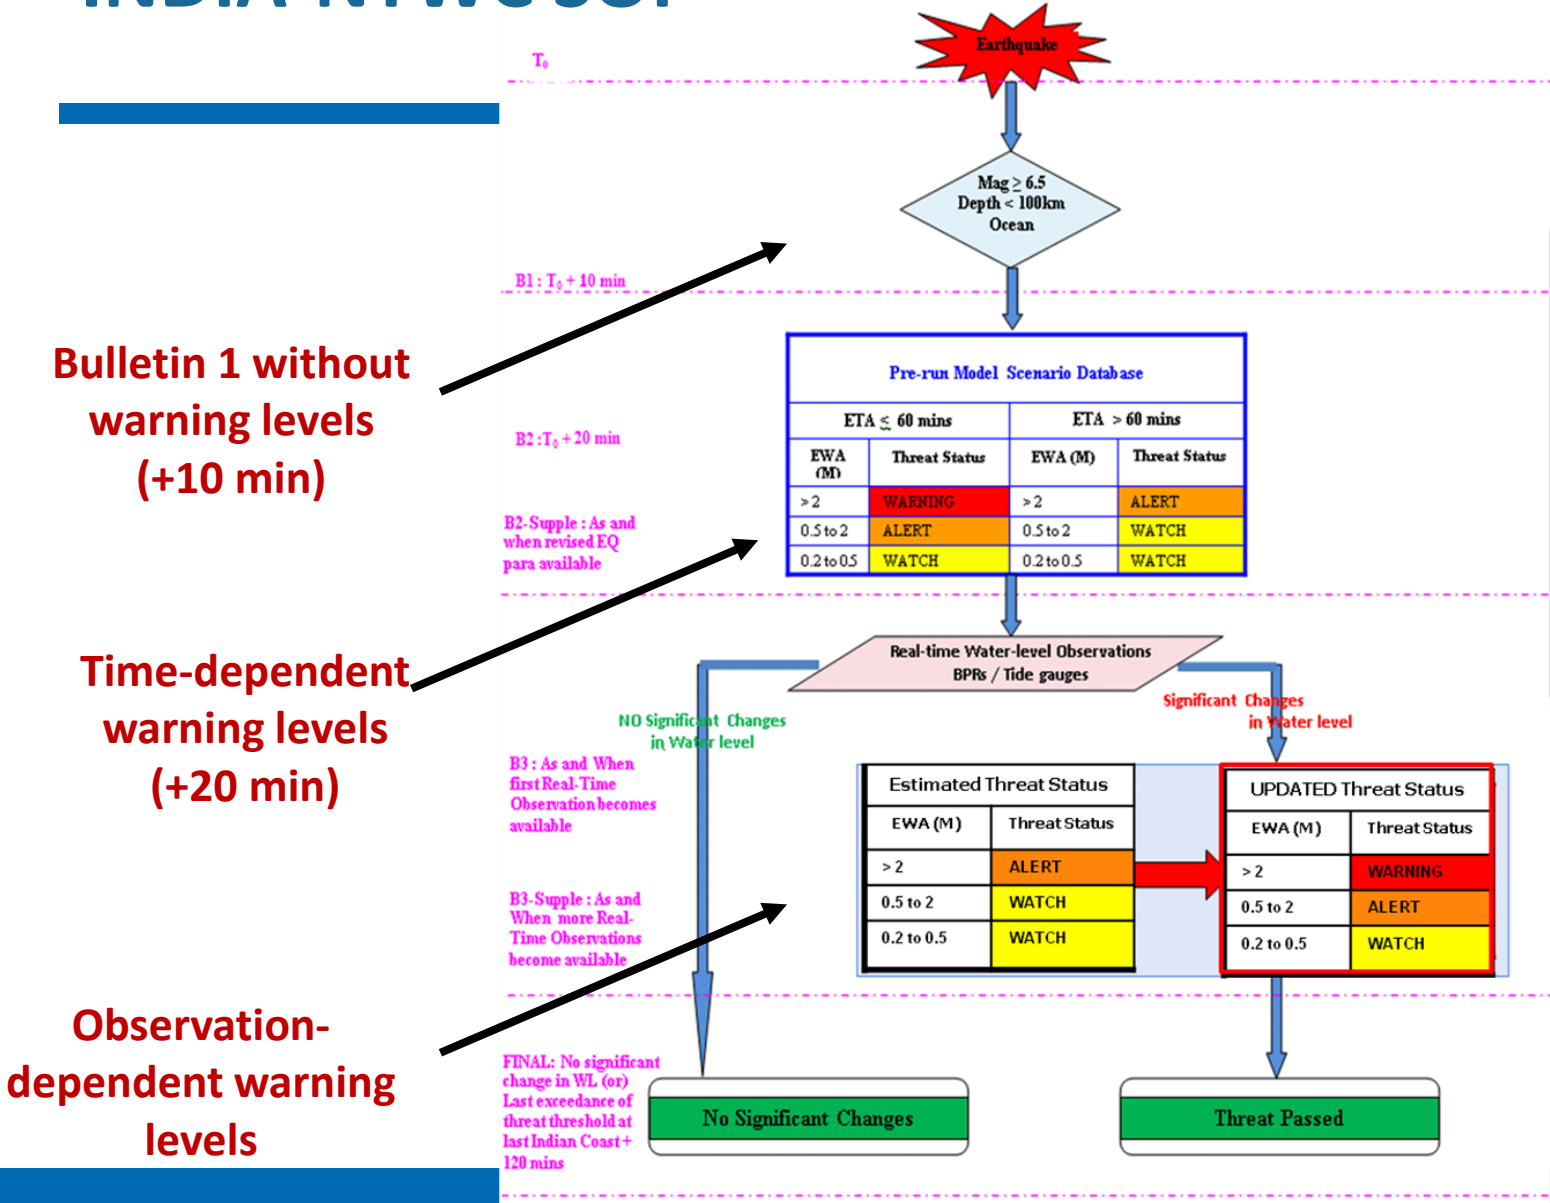 INDIA NTWC SOP
Earthquake
T0
Mag ≥ 6.5
Depth < 100km
Ocean
B1 : T0 + 10 min
Bulletin 1 without
warning levels
(+10 min)
Pre-run Model Scenario Database
ETA ≤ 60 mins ETA > 60 mins
B2 :T0 + 20 min
EWA (M) Threat Status EWA (M) Threat Status
> 2 WARNING > 2 ALERT
0.5 to 2 ALERT 0.5 to 2 WATCH
0.2 to 0.5 WATCH 0.2 to 0.5 WATCH
B2-Supple : As and
when revised EQ
para available
Time-dependent
warning levels
(+20 min)
Real-time Water-level Observations
BPRs / Tide gauges
NO Significant Changes
in Water level
Significant Changes
in Water level
B3 : As and When
first Real-Time
Observation becomes
available
Estimated Threat Status
EWA (M) Threat Status
> 2 ALERT
0.5 to 2 WATCH
0.2 to 0.5 WATCH
UPDATED Threat Status
EWA (M) Threat Status
> 2 WARNING
0.5 to 2 ALERT
0.2 to 0.5 WATCH
B3-Supple : As and
When more Real-
Time Observations
become available
Observation-
dependent warning
levels
FINAL: No significant
change in WL (or)
Last exceedance of
threat threshold at
last Indian Coast +
120 mins
No Significant Changes
Threat Passed